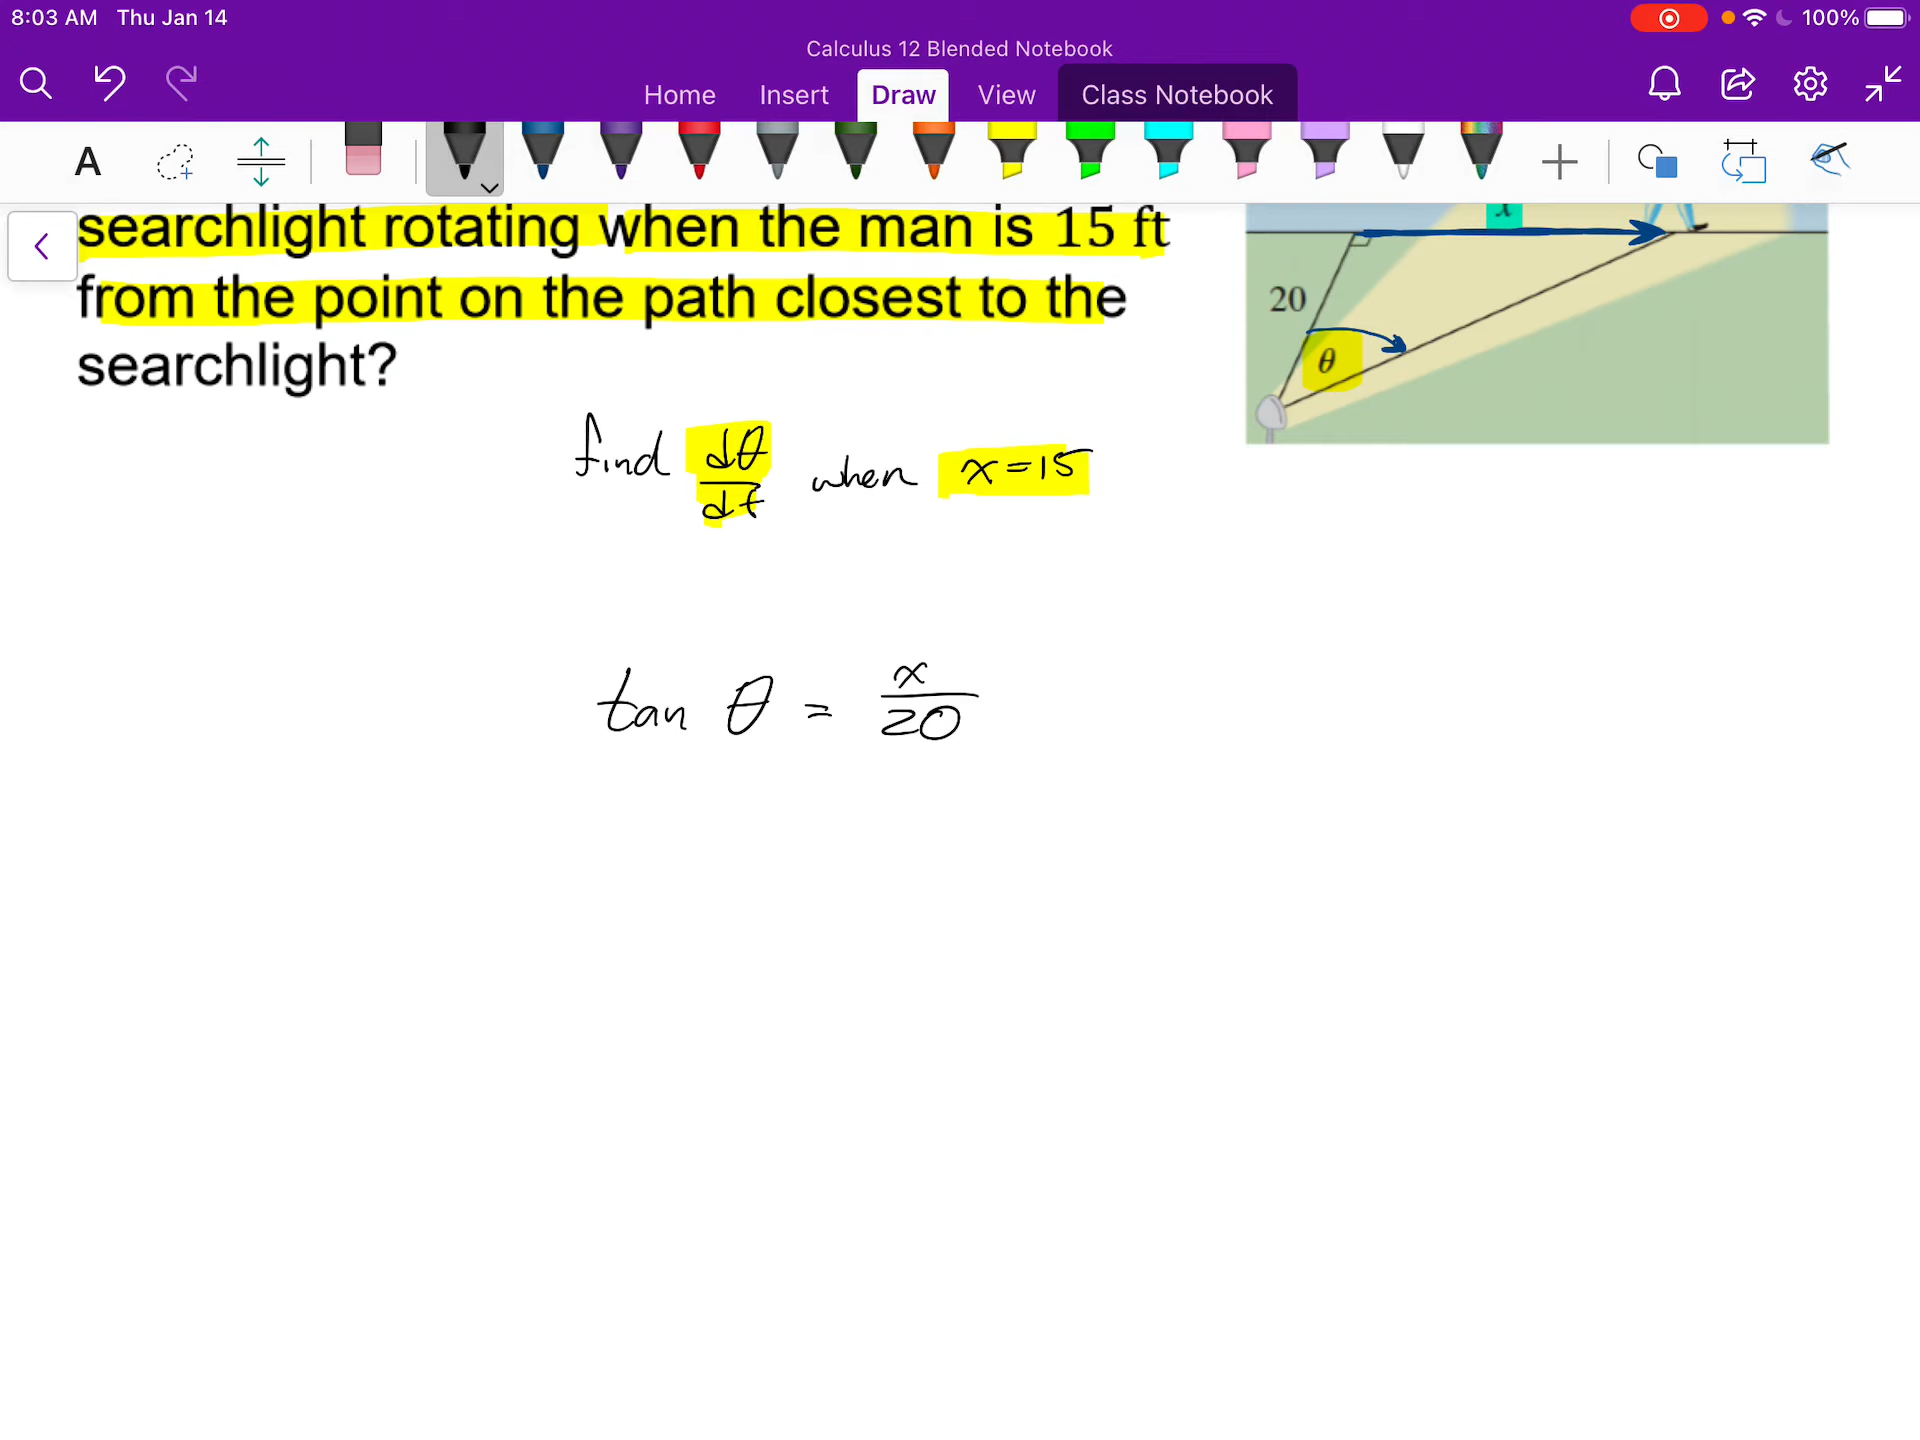 8:03 AM Thu Jan 14
100%
Calculus 12 Blended Notebook
Home Insert Draw View Class Notebook
A
searchlight rotating when the man is 15 ft
from the point on the path closest to the
searchlight?
x
20
θ
find dθ/dt when x=15
tan θ = x/20